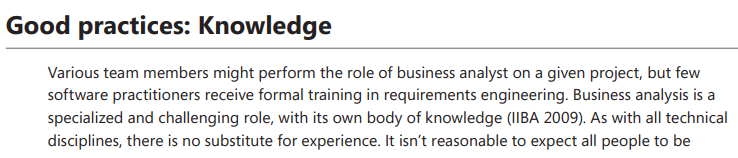 Good practices: Knowledge
Various team members might perform the role of business analyst on a given project, but few
software practitioners receive formal training in requirements engineering. Business analysis is a
specialized and challenging role, with its own body of knowledge (IIBA 2009). As with all technical
disciplines, there is no substitute for experience. It isn’t reasonable to expect all people to be